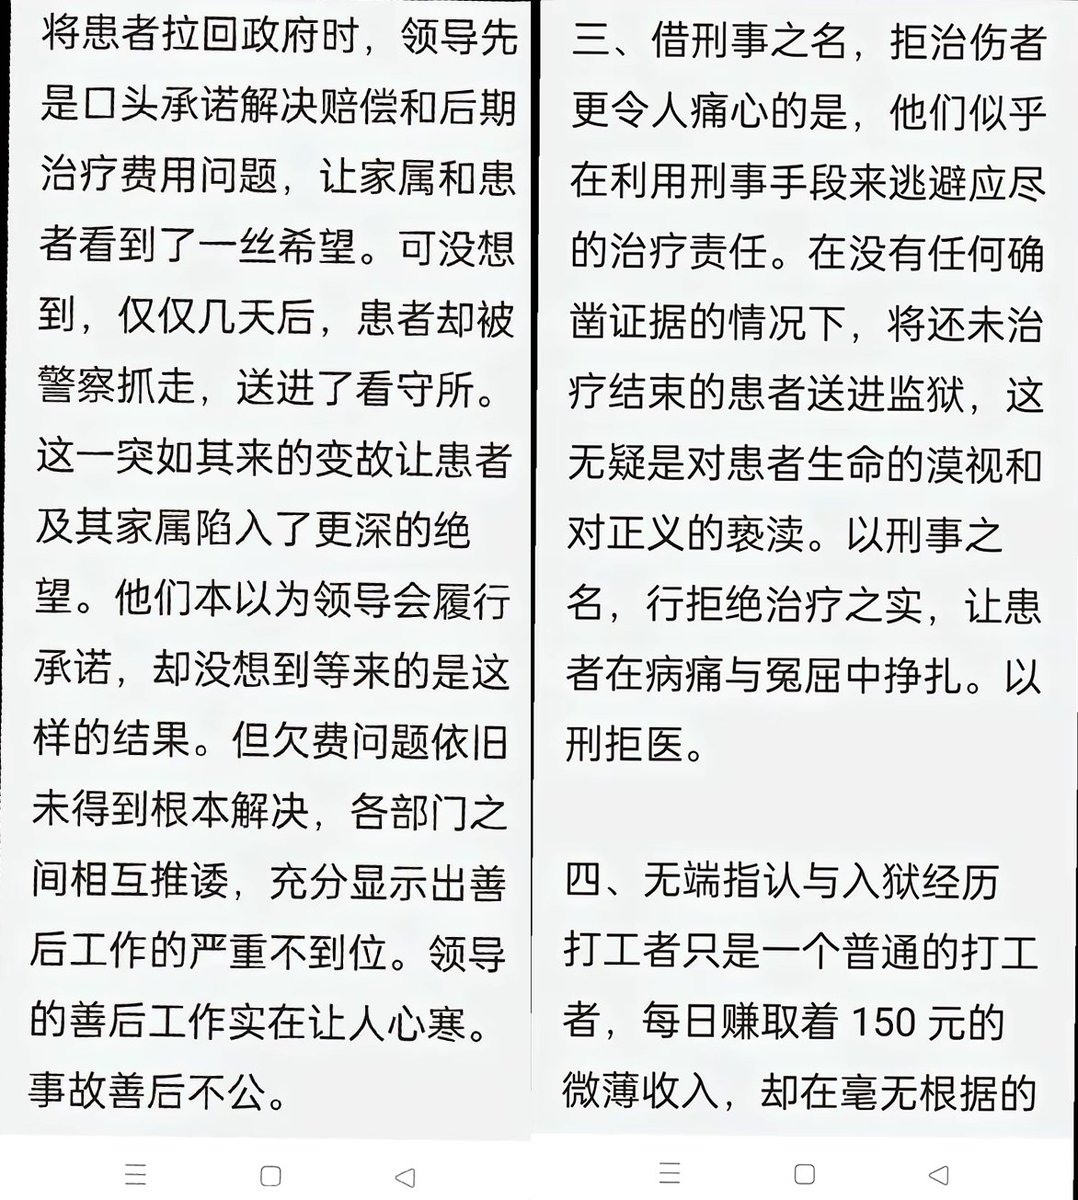 将患者拉回政府时，领导先
是口头承诺解决赔偿和后期
治疗费用问题，让家属和患
者看到了一丝希望。可没想
到，仅仅几天后，患者却被
警察抓走，送进了看守所。
这一突如其来的变故让患者
及其家属陷入了更深的绝
望。他们本以为领导会履行
承诺，却没想到等来的是这
样的结果。但欠费问题依旧
未得到根本解决，各部门之
间相互推诿，充分显示出善
后工作的严重不到位。领导
的善后工作实在让人心寒。
事故善后不公。
三、借刑事之名，拒治伤者
更令人痛心的是，他们似乎
在利用刑事手段来逃避应尽
的治疗责任。在没有任何确
凿证据的情况下，将还未治
疗结束的患者送进监狱，这
无疑是对患者生命的漠视和
对正义的亵渎。以刑事之
名，行拒绝治疗之实，让患
者在病痛与冤屈中挣扎。以
刑拒医。
四、无端指认与入狱经历
打工者只是一个普通的打工
者，每日赚取着 150 元的
微薄收入，却在毫无根据的